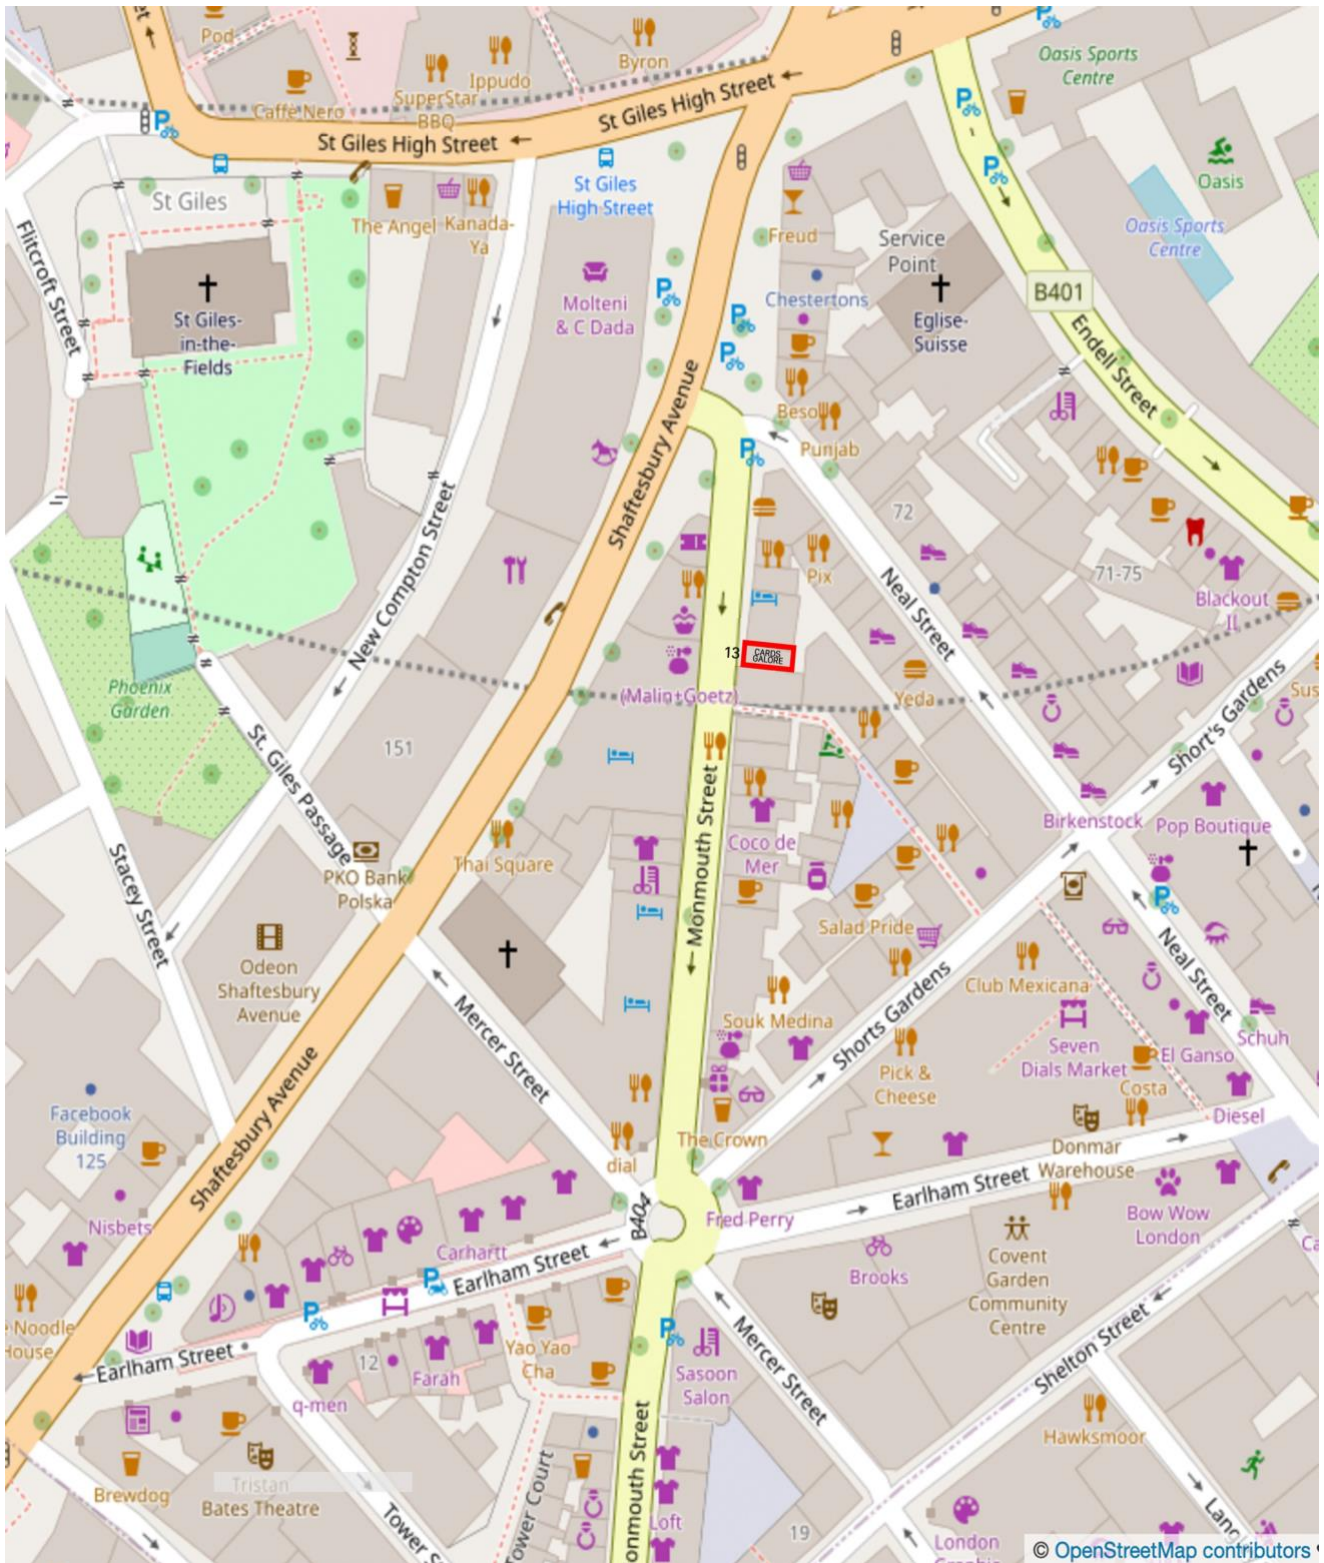 Pod
Caffè Nero
SuperStar
BBQ
Ippudo
Byron
Oasis Sports
Centre
St Giles High Street
St Giles High Street
St Giles
St Giles
High Street
Oasis
The Angel
Kanada-
Ya
Flitcroft Street
Freud
Service
Point
Oasis Sports
Centre
Molteni
& C Dada
Chestertons
B401
St Giles-
in-the-
Fields
Eglise-
Suisse
Endell Street
Shaftesbury Avenue
Beso
Punjab
New Compton Street
72
Pix
71-75
Neal Street
Blackout
II
13
CARDS
GALORE
Phoenix
Garden
(Malin+Goetz)
Yeda
Short's Gardens
Sus
151
St. Giles Passage
Monmouth Street
Birkenstock
Pop Boutique
Coco de
Mer
Stacey Street
Thai Square
PKO Bank
Polska
Salad Pride
Odeon
Shaftesbury
Avenue
Club Mexicana
Neal Street
Souk Medina
Shorts Gardens
Mercer Street
Seven
Dials Market
El Ganso
Schuh
Pick &
Cheese
Costa
Facebook
Building
125
Shaftesbury Avenue
The Crown
Diesel
dial
Donmar
Warehouse
Earlham Street
B404
Fred Perry
Nisbets
Bow Wow
London
Carhartt
Earlham Street
Brooks
Covent
Garden
Community
Centre
Ca
e Noodle
House
Shelton Street
Yao Yao
Cha
Mercer Street
Earlham Street
12
Farah
Sasoon
Salon
q-men
Hawksmoor
onmouth Street
Brewdog
Tristan
Bates Theatre
Tower S
Tower Court
Loft
19
London
Graphic
Lang
© OpenStreetMap contributors